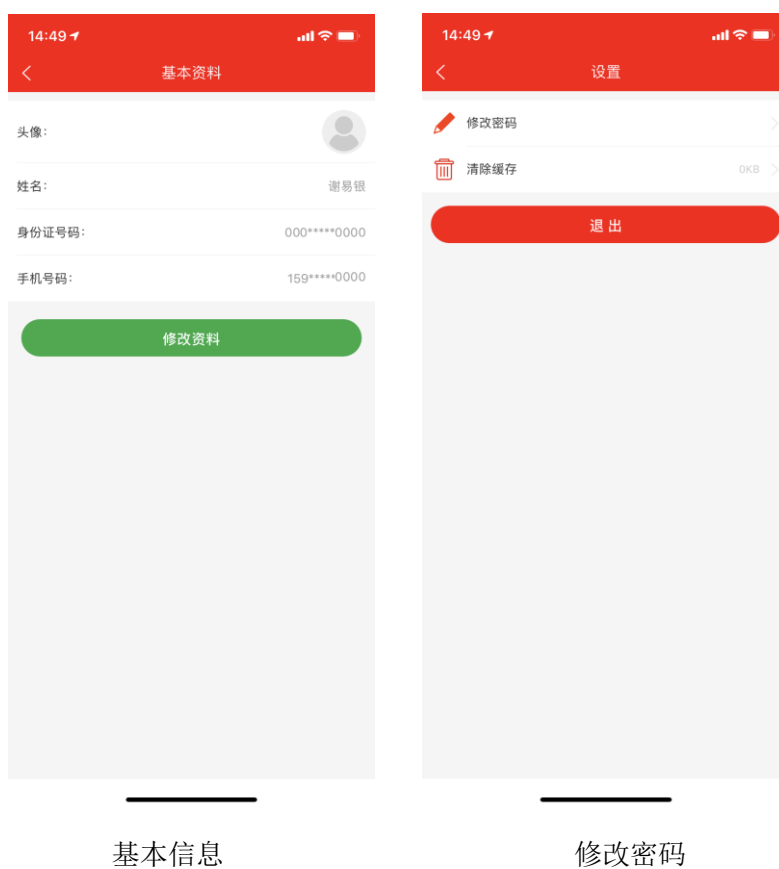 14:49
基本资料
头像：
姓名：
谢易银
身份证号码：
000*****0000
手机号码：
159*****0000
修改资料
基本信息
14:49
设置
修改密码
清除缓存
0KB
退 出
修改密码